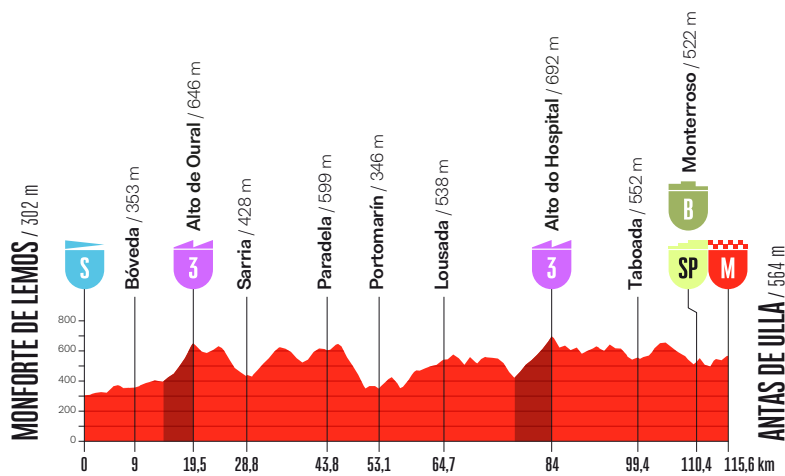 MONFORTE DE LEMOS / 302 m
S
Bóveda / 353 m
Alto de Oural / 646 m
3
Sarria / 428 m
Paradela / 599 m
Portomarín / 346 m
Lousada / 538 m
Alto do Hospital / 692 m
3
Taboada / 552 m
Monterroso / 522 m
B
SP
M
ANTAS DE ULLA / 564 m
800
600
400
200
0
0 9 19,5 28,8 43,8 53,1 64,7 84 99,4 110,4 115,6 km